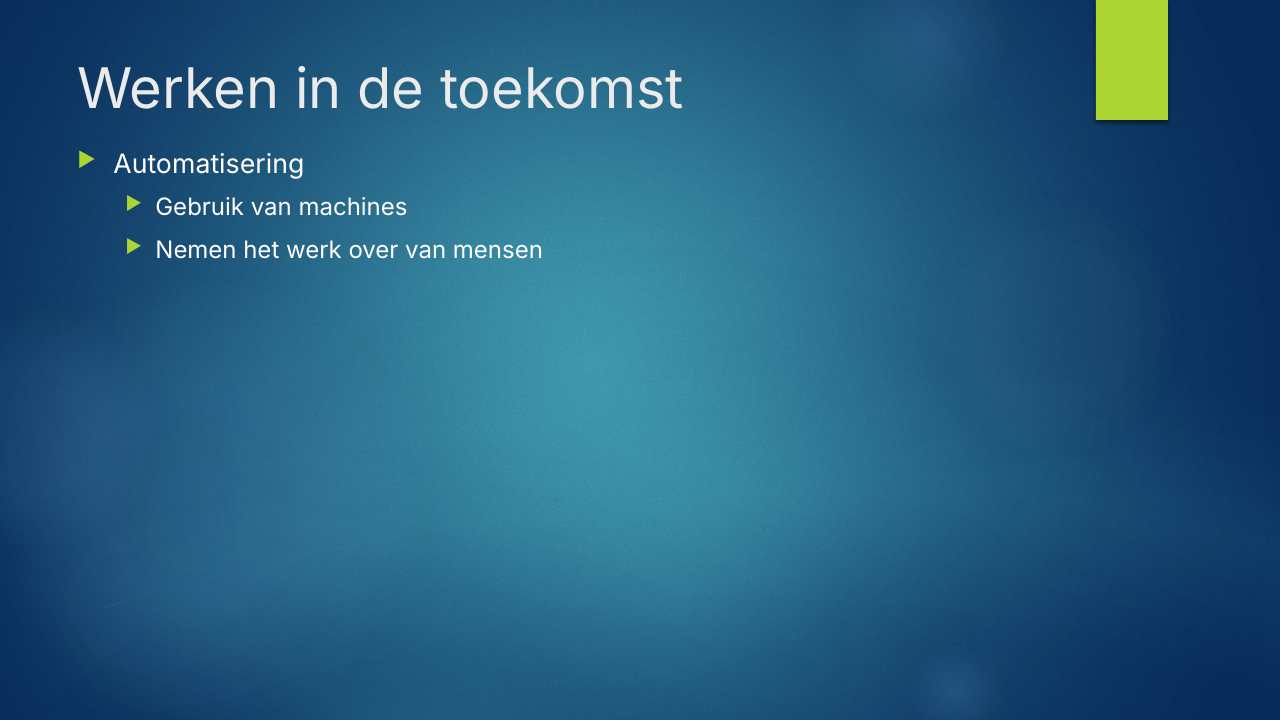 Werken in de toekomst
Automatisering
Gebruik van machines
Nemen het werk over van mensen